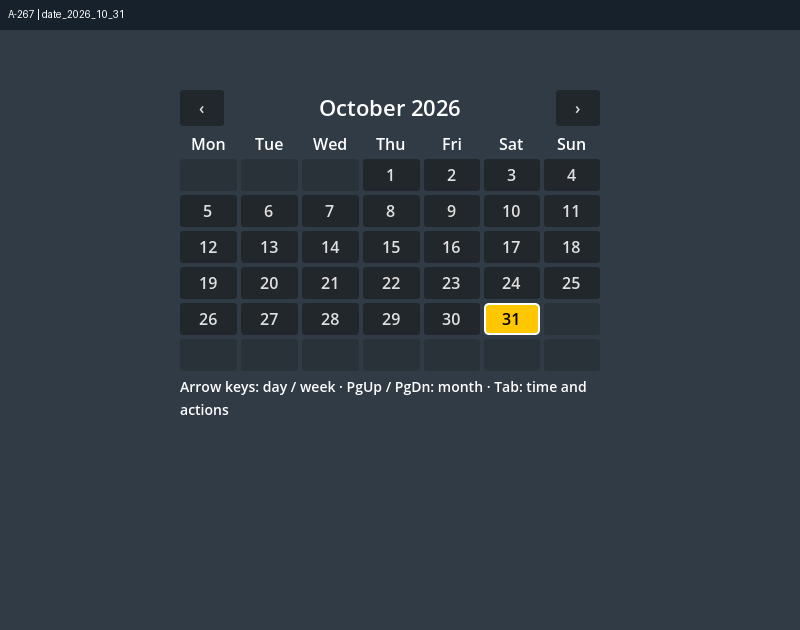 A-267 | date_2026_10_31
‹ October 2026 ›
Mon Tue Wed Thu Fri Sat Sun
1 2 3 4
5 6 7 8 9 10 11
12 13 14 15 16 17 18
19 20 21 22 23 24 25
26 27 28 29 30 31
Arrow keys: day / week · PgUp / PgDn: month · Tab: time and
actions